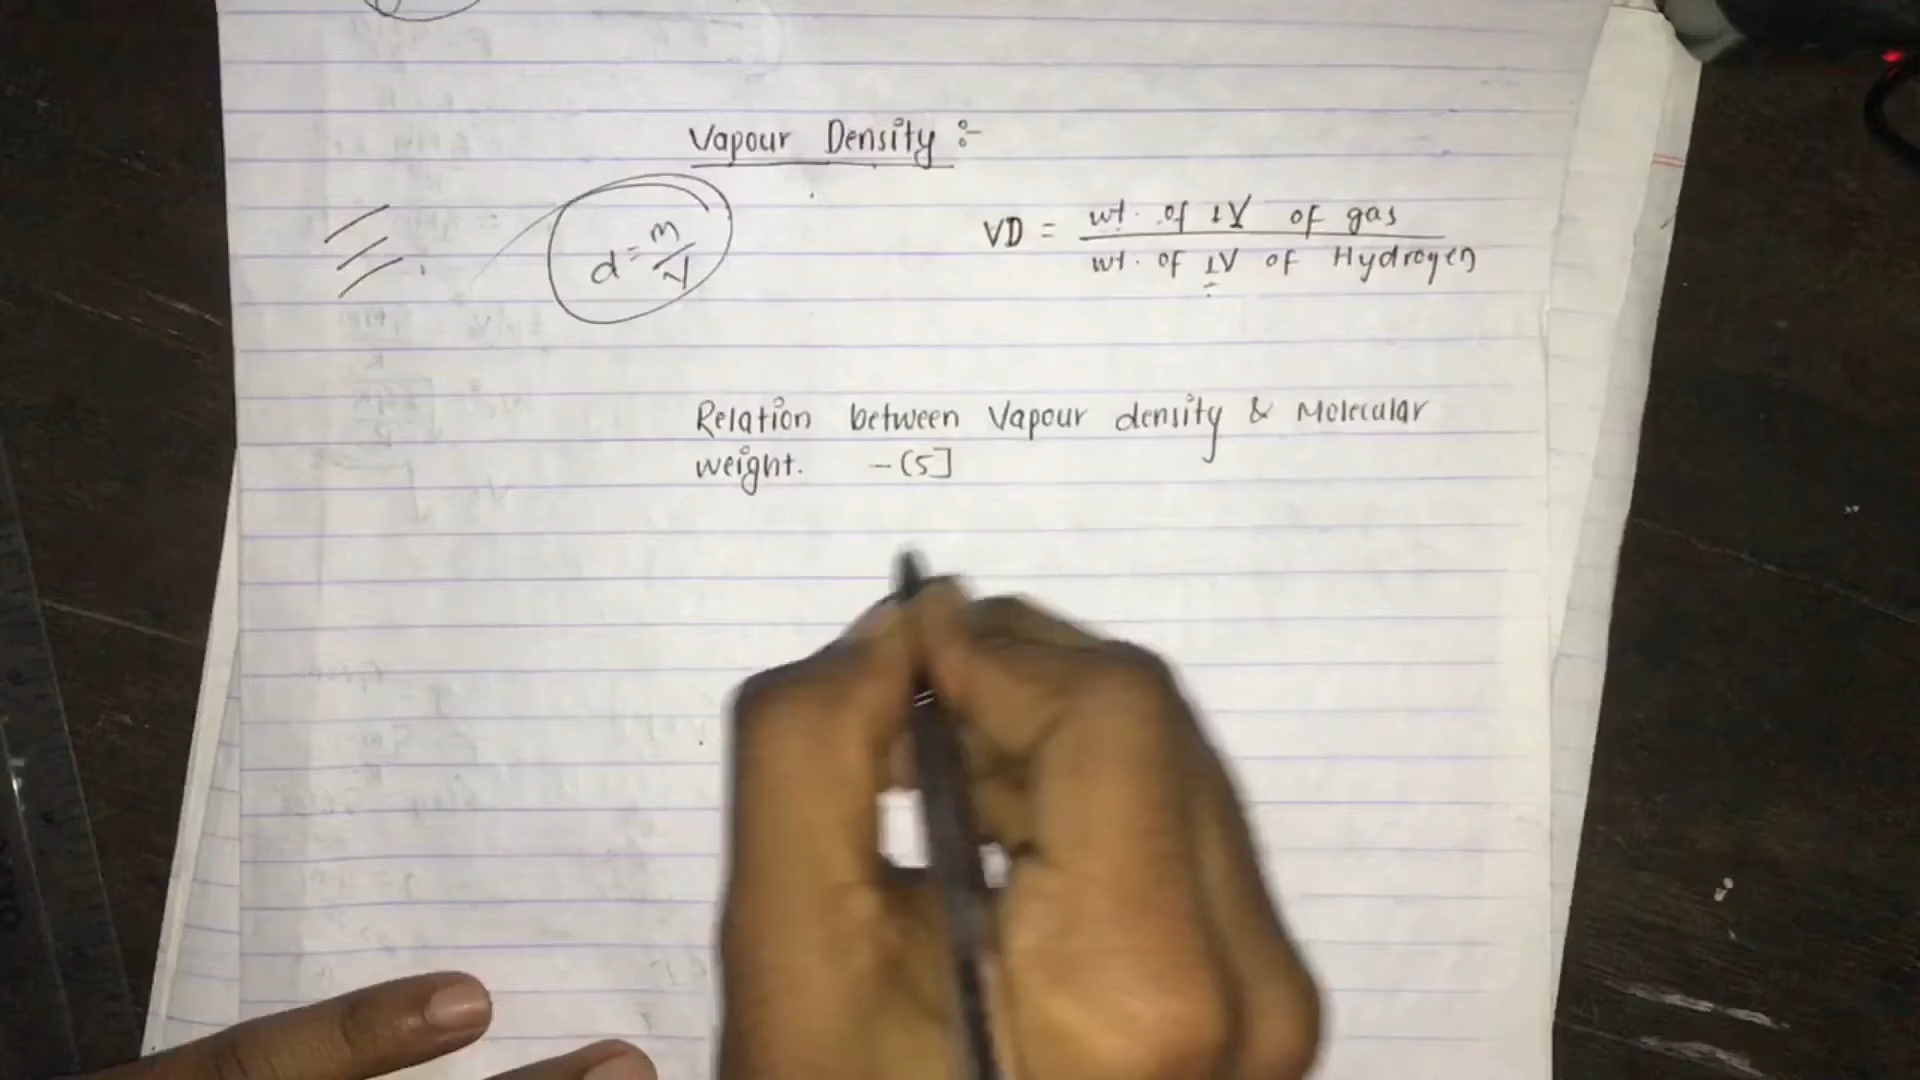 Vapour Density :-
d = m/V
VD = wt. of 1V of gas / wt. of 1V of Hydrogen
Relation between Vapour density & Molecular
weight. - (5]